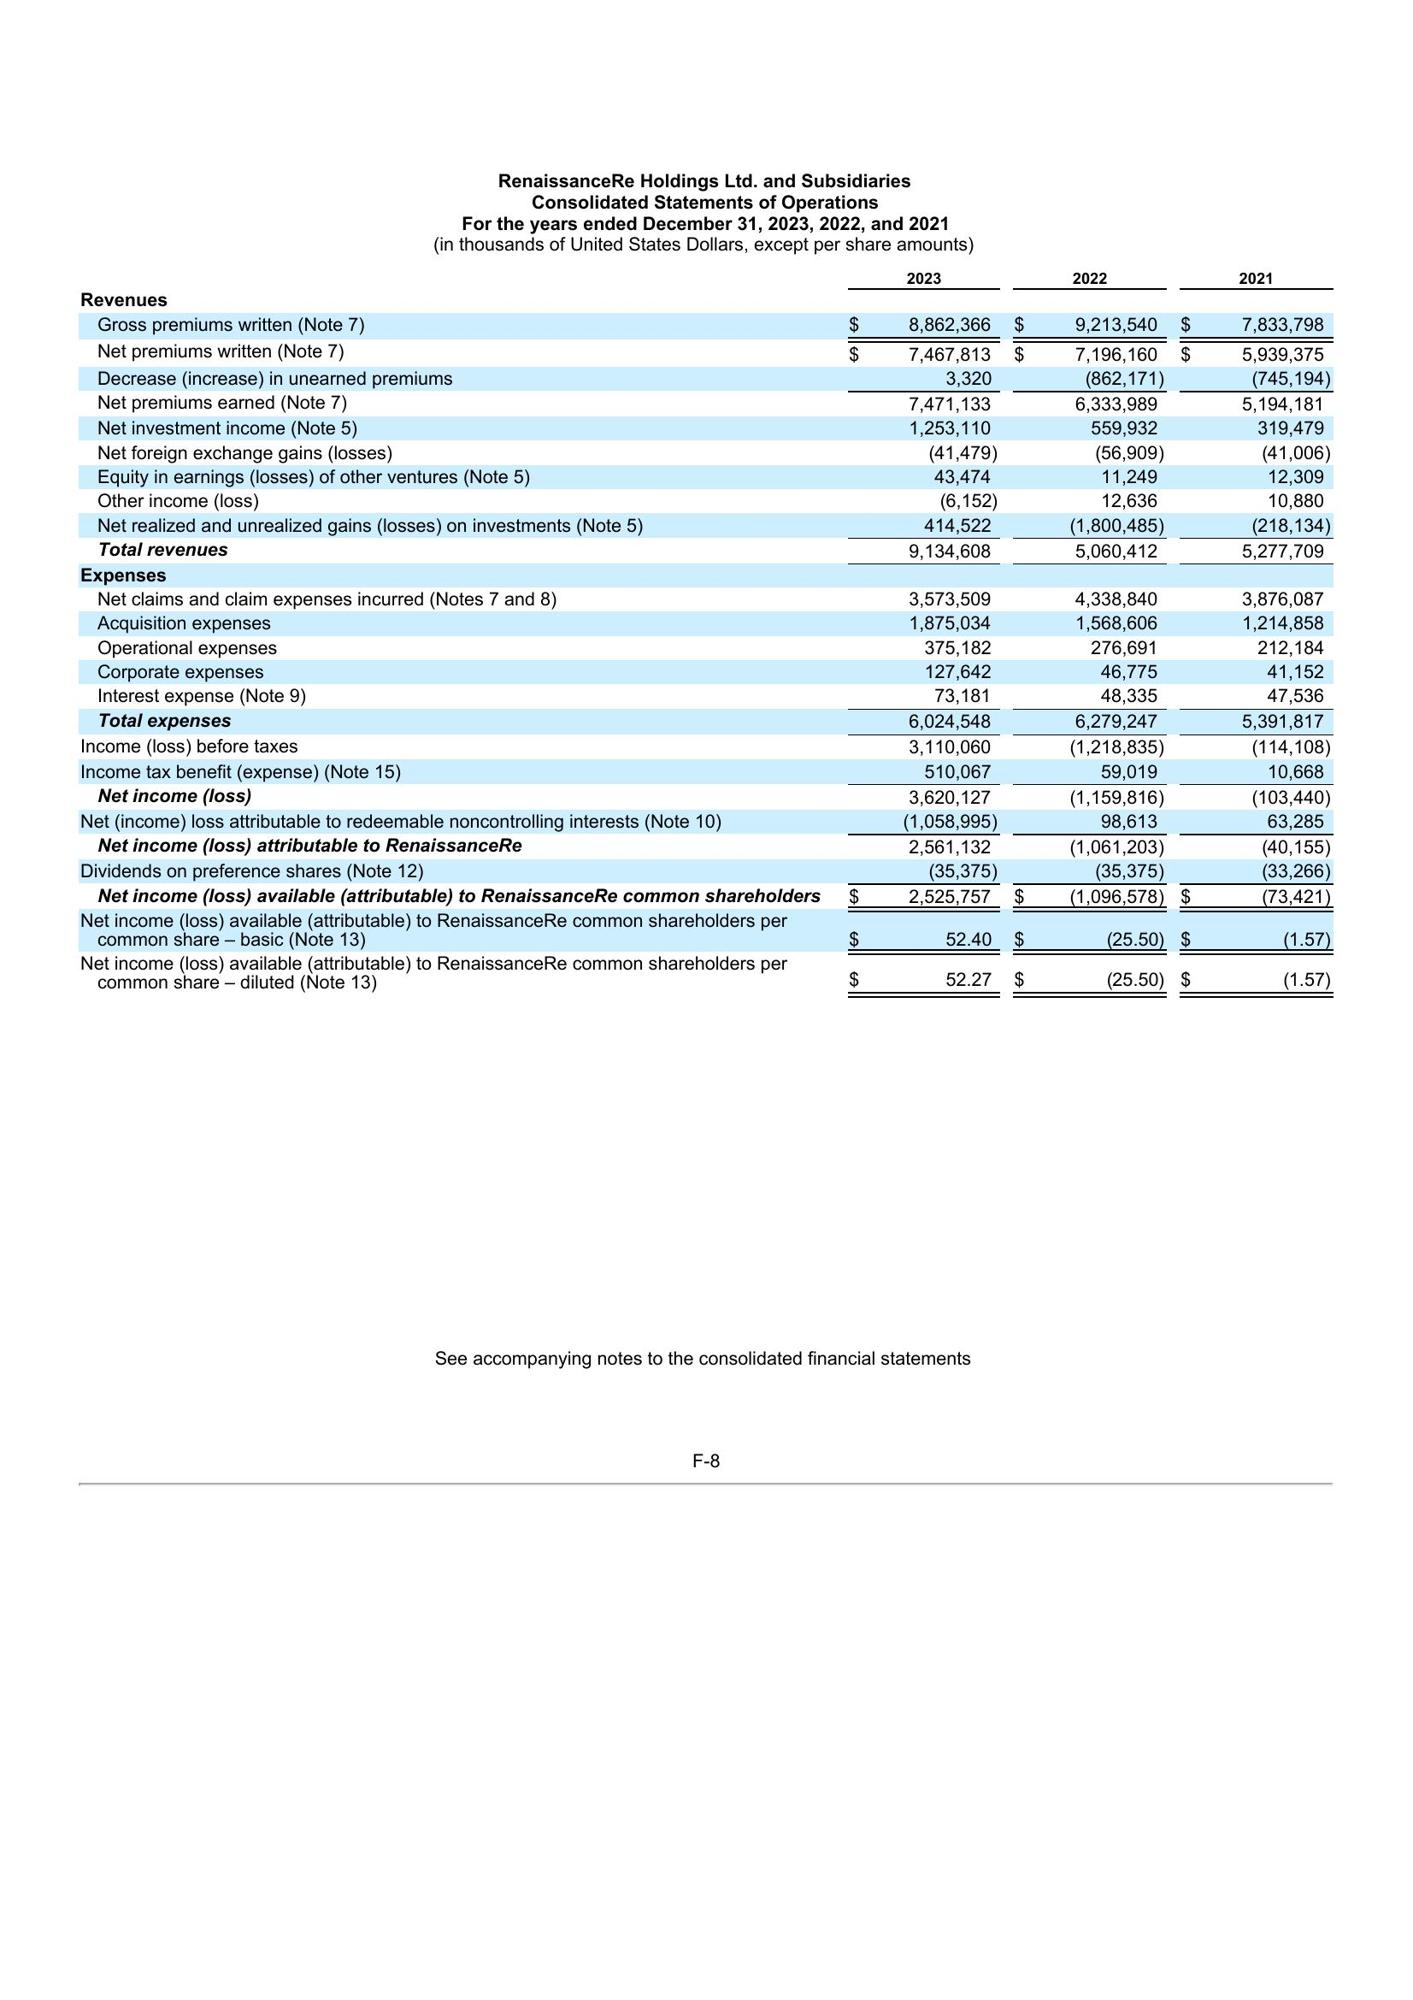 RenaissanceRe Holdings Ltd. and Subsidiaries
Consolidated Statements of Operations
For the years ended December 31, 2023, 2022, and 2021
(in thousands of United States Dollars, except per share amounts)
2023 2022 2021
Revenues
Gross premiums written (Note 7) $ 8,862,366 $ 9,213,540 $ 7,833,798
Net premiums written (Note 7) $ 7,467,813 $ 7,196,160 $ 5,939,375
Decrease (increase) in unearned premiums 3,320 (862,171) (745,194)
Net premiums earned (Note 7) 7,471,133 6,333,989 5,194,181
Net investment income (Note 5) 1,253,110 559,932 319,479
Net foreign exchange gains (losses) (41,479) (56,909) (41,006)
Equity in earnings (losses) of other ventures (Note 5) 43,474 11,249 12,309
Other income (loss) (6,152) 12,636 10,880
Net realized and unrealized gains (losses) on investments (Note 5) 414,522 (1,800,485) (218,134)
Total revenues 9,134,608 5,060,412 5,277,709
Expenses
Net claims and claim expenses incurred (Notes 7 and 8) 3,573,509 4,338,840 3,876,087
Acquisition expenses 1,875,034 1,568,606 1,214,858
Operational expenses 375,182 276,691 212,184
Corporate expenses 127,642 46,775 41,152
Interest expense (Note 9) 73,181 48,335 47,536
Total expenses 6,024,548 6,279,247 5,391,817
Income (loss) before taxes 3,110,060 (1,218,835) (114,108)
Income tax benefit (expense) (Note 15) 510,067 59,019 10,668
Net income (loss) 3,620,127 (1,159,816) (103,440)
Net (income) loss attributable to redeemable noncontrolling interests (Note 10) (1,058,995) 98,613 63,285
Net income (loss) attributable to RenaissanceRe 2,561,132 (1,061,203) (40,155)
Dividends on preference shares (Note 12) (35,375) (35,375) (33,266)
Net income (loss) available (attributable) to RenaissanceRe common shareholders $ 2,525,757 $ (1,096,578) $ (73,421)
Net income (loss) available (attributable) to RenaissanceRe common shareholders per
common share – basic (Note 13) $ 52.40 $ (25.50) $ (1.57)
Net income (loss) available (attributable) to RenaissanceRe common shareholders per
common share – diluted (Note 13) $ 52.27 $ (25.50) $ (1.57)
See accompanying notes to the consolidated financial statements
F-8